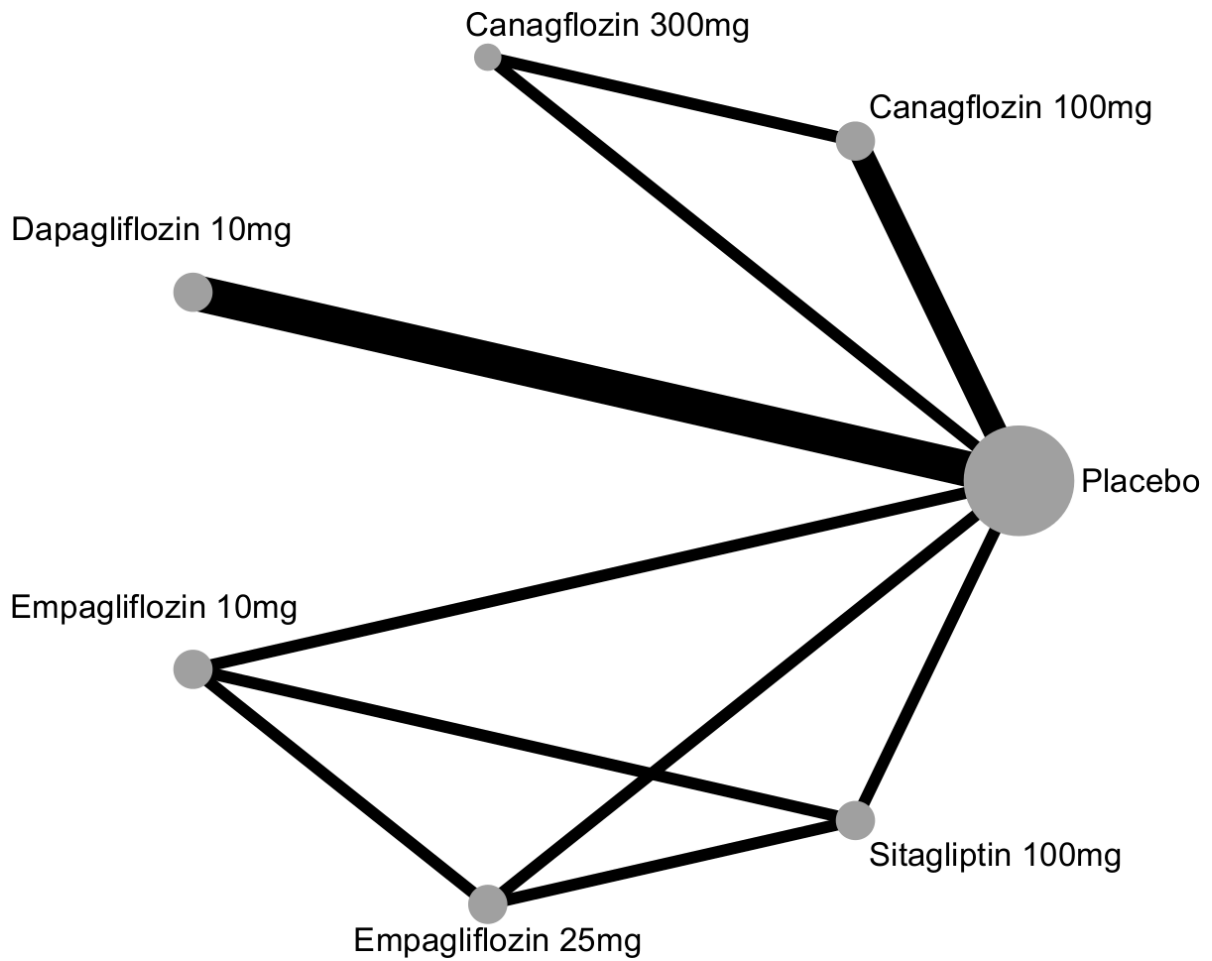 Canagflozin 300mg
Canagflozin 100mg
Dapagliflozin 10mg
Placebo
Empagliflozin 10mg
Sitagliptin 100mg
Empagliflozin 25mg